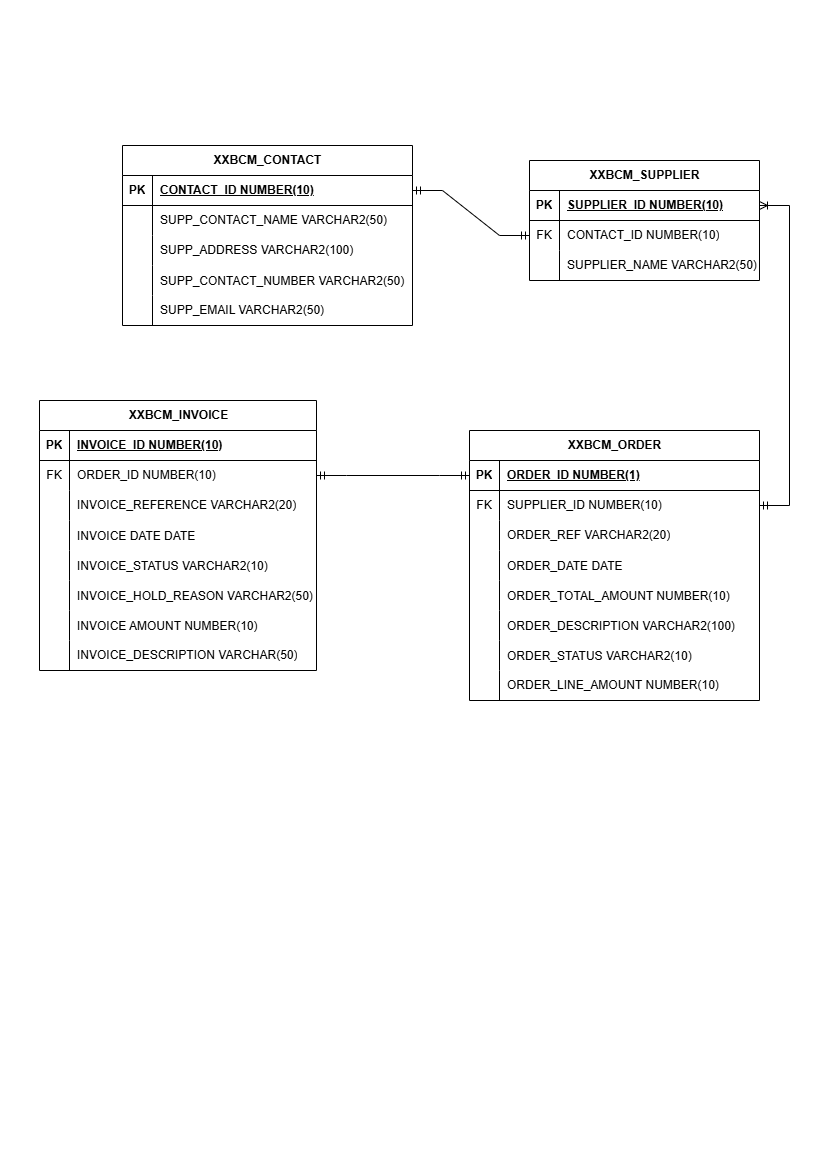 XXBCM_CONTACT
PK CONTACT_ID NUMBER(10)
SUPP_CONTACT_NAME VARCHAR2(50)
SUPP_ADDRESS VARCHAR2(100)
SUPP_CONTACT_NUMBER VARCHAR2(50)
SUPP_EMAIL VARCHAR2(50)
XXBCM_SUPPLIER
PK SUPPLIER_ID NUMBER(10)
FK CONTACT_ID NUMBER(10)
SUPPLIER_NAME VARCHAR2(50)
XXBCM_INVOICE
PK INVOICE_ID NUMBER(10)
FK ORDER_ID NUMBER(10)
INVOICE_REFERENCE VARCHAR2(20)
INVOICE DATE DATE
INVOICE_STATUS VARCHAR2(10)
INVOICE_HOLD_REASON VARCHAR2(50)
INVOICE AMOUNT NUMBER(10)
INVOICE_DESCRIPTION VARCHAR(50)
XXBCM_ORDER
PK ORDER_ID NUMBER(1)
FK SUPPLIER_ID NUMBER(10)
ORDER_REF VARCHAR2(20)
ORDER_DATE DATE
ORDER_TOTAL_AMOUNT NUMBER(10)
ORDER_DESCRIPTION VARCHAR2(100)
ORDER_STATUS VARCHAR2(10)
ORDER_LINE_AMOUNT NUMBER(10)